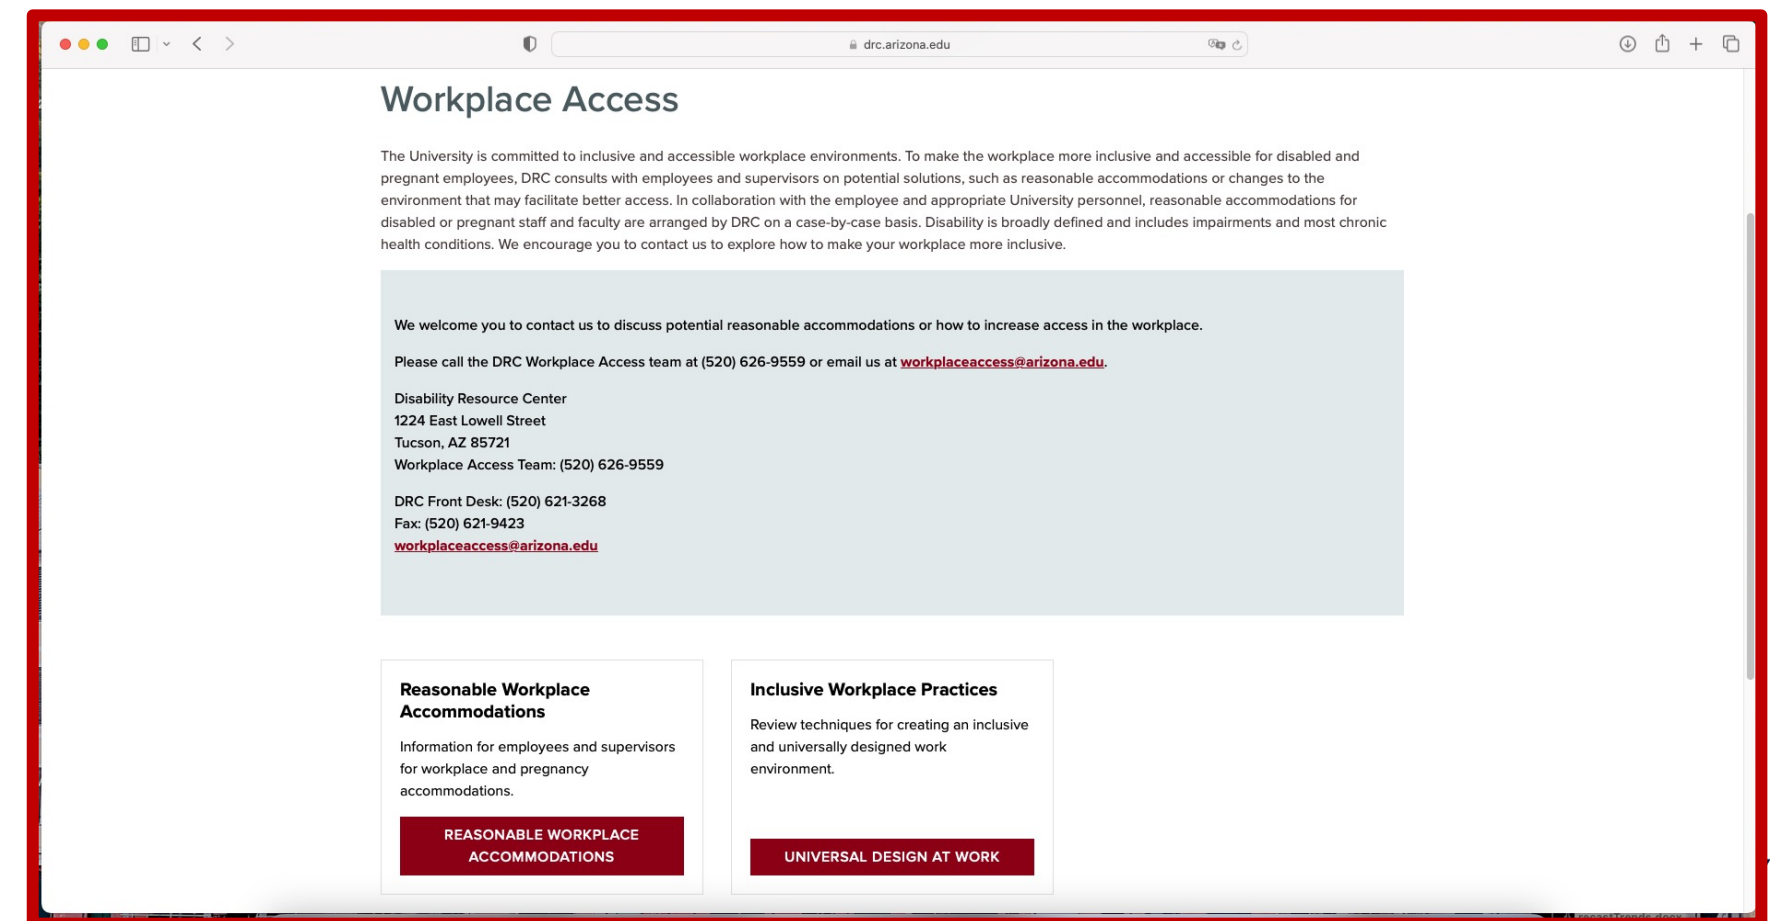 drc.arizona.edu
Workplace Access
The University is committed to inclusive and accessible workplace environments. To make the workplace more inclusive and accessible for disabled and
pregnant employees, DRC consults with employees and supervisors on potential solutions, such as reasonable accommodations or changes to the
environment that may facilitate better access. In collaboration with the employee and appropriate University personnel, reasonable accommodations for
disabled or pregnant staff and faculty are arranged by DRC on a case-by-case basis. Disability is broadly defined and includes impairments and most chronic
health conditions. We encourage you to contact us to explore how to make your workplace more inclusive.
We welcome you to contact us to discuss potential reasonable accommodations or how to increase access in the workplace.
Please call the DRC Workplace Access team at (520) 626-9559 or email us at workplaceaccess@arizona.edu.
Disability Resource Center
1224 East Lowell Street
Tucson, AZ 85721
Workplace Access Team: (520) 626-9559
DRC Front Desk: (520) 621-3268
Fax: (520) 621-9423
workplaceaccess@arizona.edu
Reasonable Workplace
Accommodations
Information for employees and supervisors
for workplace and pregnancy
accommodations.
REASONABLE WORKPLACE
ACCOMMODATIONS
Inclusive Workplace Practices
Review techniques for creating an inclusive
and universally designed work
environment.
UNIVERSAL DESIGN AT WORK